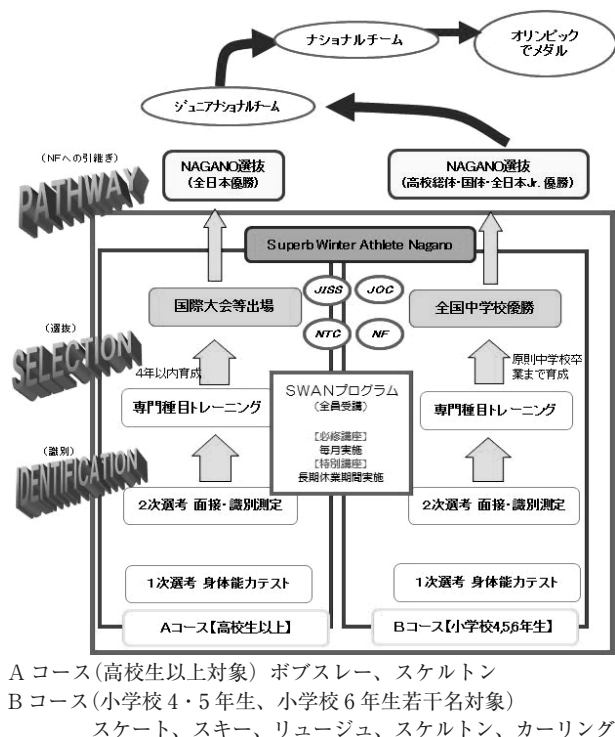 オリンピック
でメダル
ナショナルチーム
ジュニアナショナルチーム
(NFへの引継ぎ)
PATHWAY
NAGANO選抜
(全日本優勝)
NAGANO選抜
(高校総体・国体・全日本Jr.優勝)
Superb Winter Athlete Nagano
JISS
JOC
NTC
NF
国際大会等出場
全国中学校優勝
(選抜)
SELECTION
4年以内育成
原則中学校卒
業まで育成
専門種目トレーニング
専門種目トレーニング
SWANプログラム
(全員受講)
【必修講座】
毎月実施
【特別講座】
長期休業期間実施
(識別)
IDENTIFICATION
2次選考 面接・識別測定
2次選考 面接・識別測定
1次選考 身体能力テスト
1次選考 身体能力テスト
Aコース【高校生以上】
Bコース【小学校4,5,6年生】
A コース(高校生以上対象) ボブスレー、スケルトン
B コース(小学校 4・5 年生、小学校 6 年生若干名対象)
スケート、スキー、リュージュ、スケルトン、カーリング